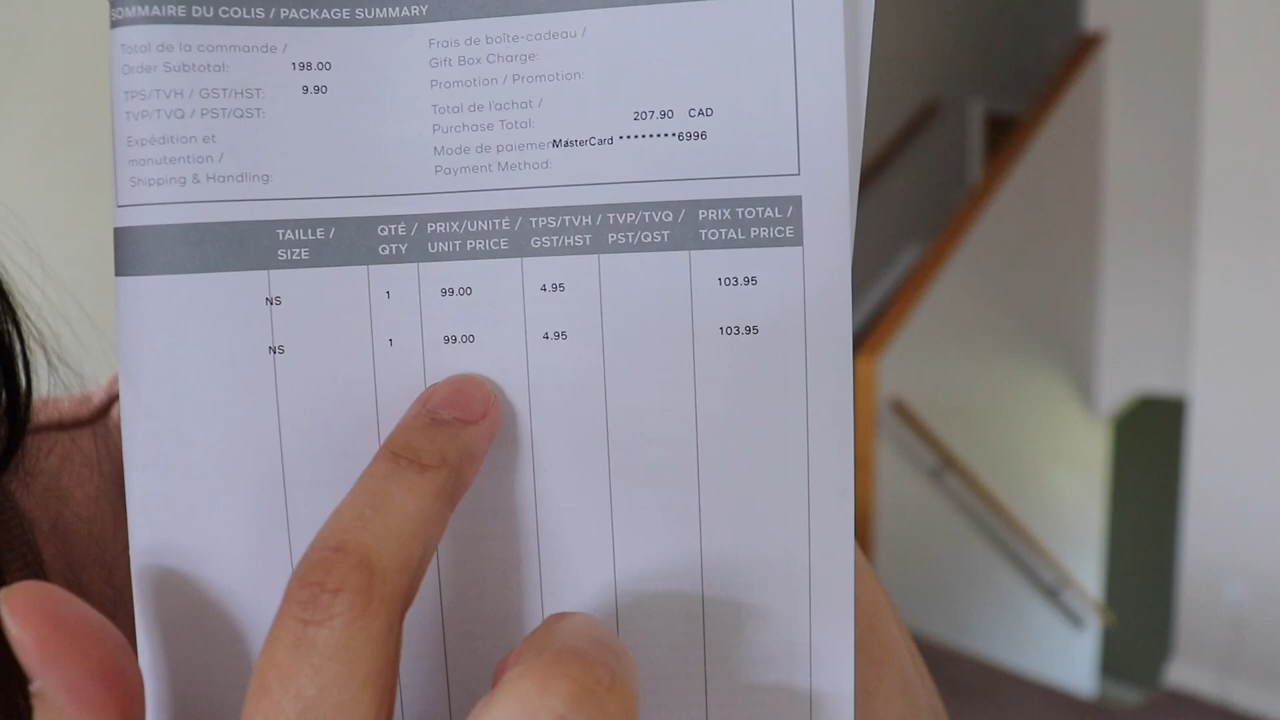 SOMMAIRE DU COLIS / PACKAGE SUMMARY
Total de la commande /
Order Subtotal: 198.00
TPS/TVH / GST/HST: 9.90
TVP/TVQ / PST/QST:
Expédition et
manutention /
Shipping & Handling:
Frais de boîte-cadeau /
Gift Box Charge:
Promotion / Promotion:
Total de l'achat /
Purchase Total: 207.90 CAD
Mode de paiemen MasterCard ********6996
Payment Method:
TAILLE / QTÉ / PRIX/UNITÉ / TPS/TVH / TVP/TVQ / PRIX TOTAL /
SIZE QTY UNIT PRICE GST/HST PST/QST TOTAL PRICE
NS 1 99.00 4.95 103.95
NS 1 99.00 4.95 103.95